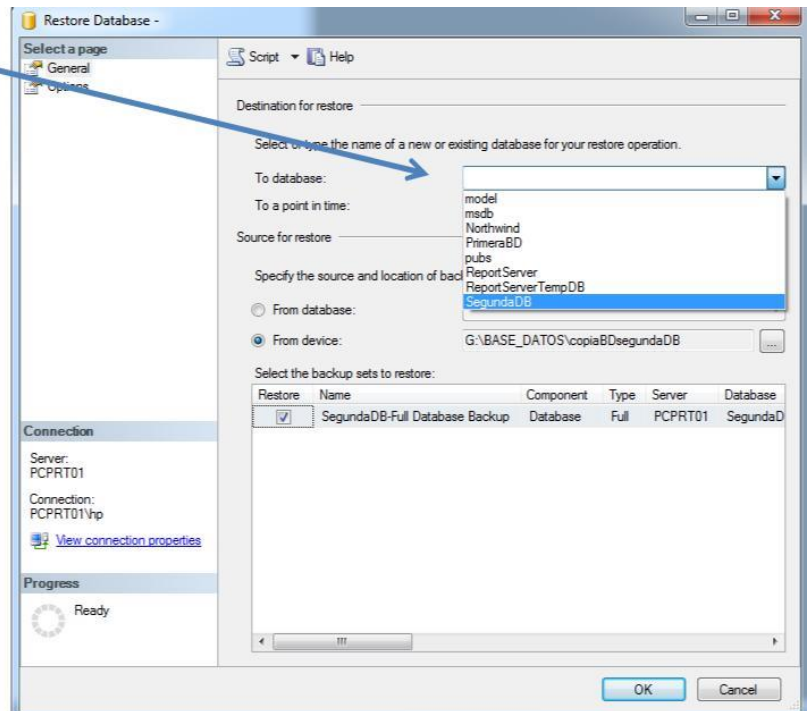 Restore Database -
Select a page
General
Options
Script
Help
Destination for restore
Select or type the name of a new or existing database for your restore operation.
To database:
To a point in time:
model
msdb
Northwind
PrimeraBD
pubs
ReportServer
ReportServerTempDB
SegundaDB
Source for restore
Specify the source and location of bac
From database:
From device:
G:\BASE_DATOS\copiaBDsegundaDB
...
Select the backup sets to restore:
Restore Name Component Type Server Database
SegundaDB-Full Database Backup Database Full PCPRT01 SegundaD
Connection
Server:
PCPRT01
Connection:
PCPRT01\hp
View connection properties
Progress
Ready
OK
Cancel